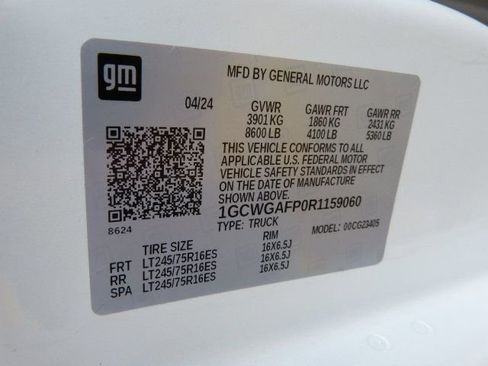 gm
MFD BY GENERAL MOTORS LLC
04/24 GVWR GAWR FRT GAWR RR
3901 KG 1860 KG 2431 KG
8600 LB 4100 LB 5360 LB
THIS VEHICLE CONFORMS TO ALL
APPLICABLE U.S. FEDERAL MOTOR
VEHICLE SAFETY STANDARDS IN EFFECT
ON THE DATE OF MANUFACTURE
SHOWN ABOVE.
1GCWGAFP0R1159060
8624
TYPE: TRUCK MODEL: 00CG23405
TIRE SIZE RIM
FRT LT245/75R16ES 16X6.5J
RR LT245/75R16ES 16X6.5J
SPA LT245/75R16ES 16X6.5J